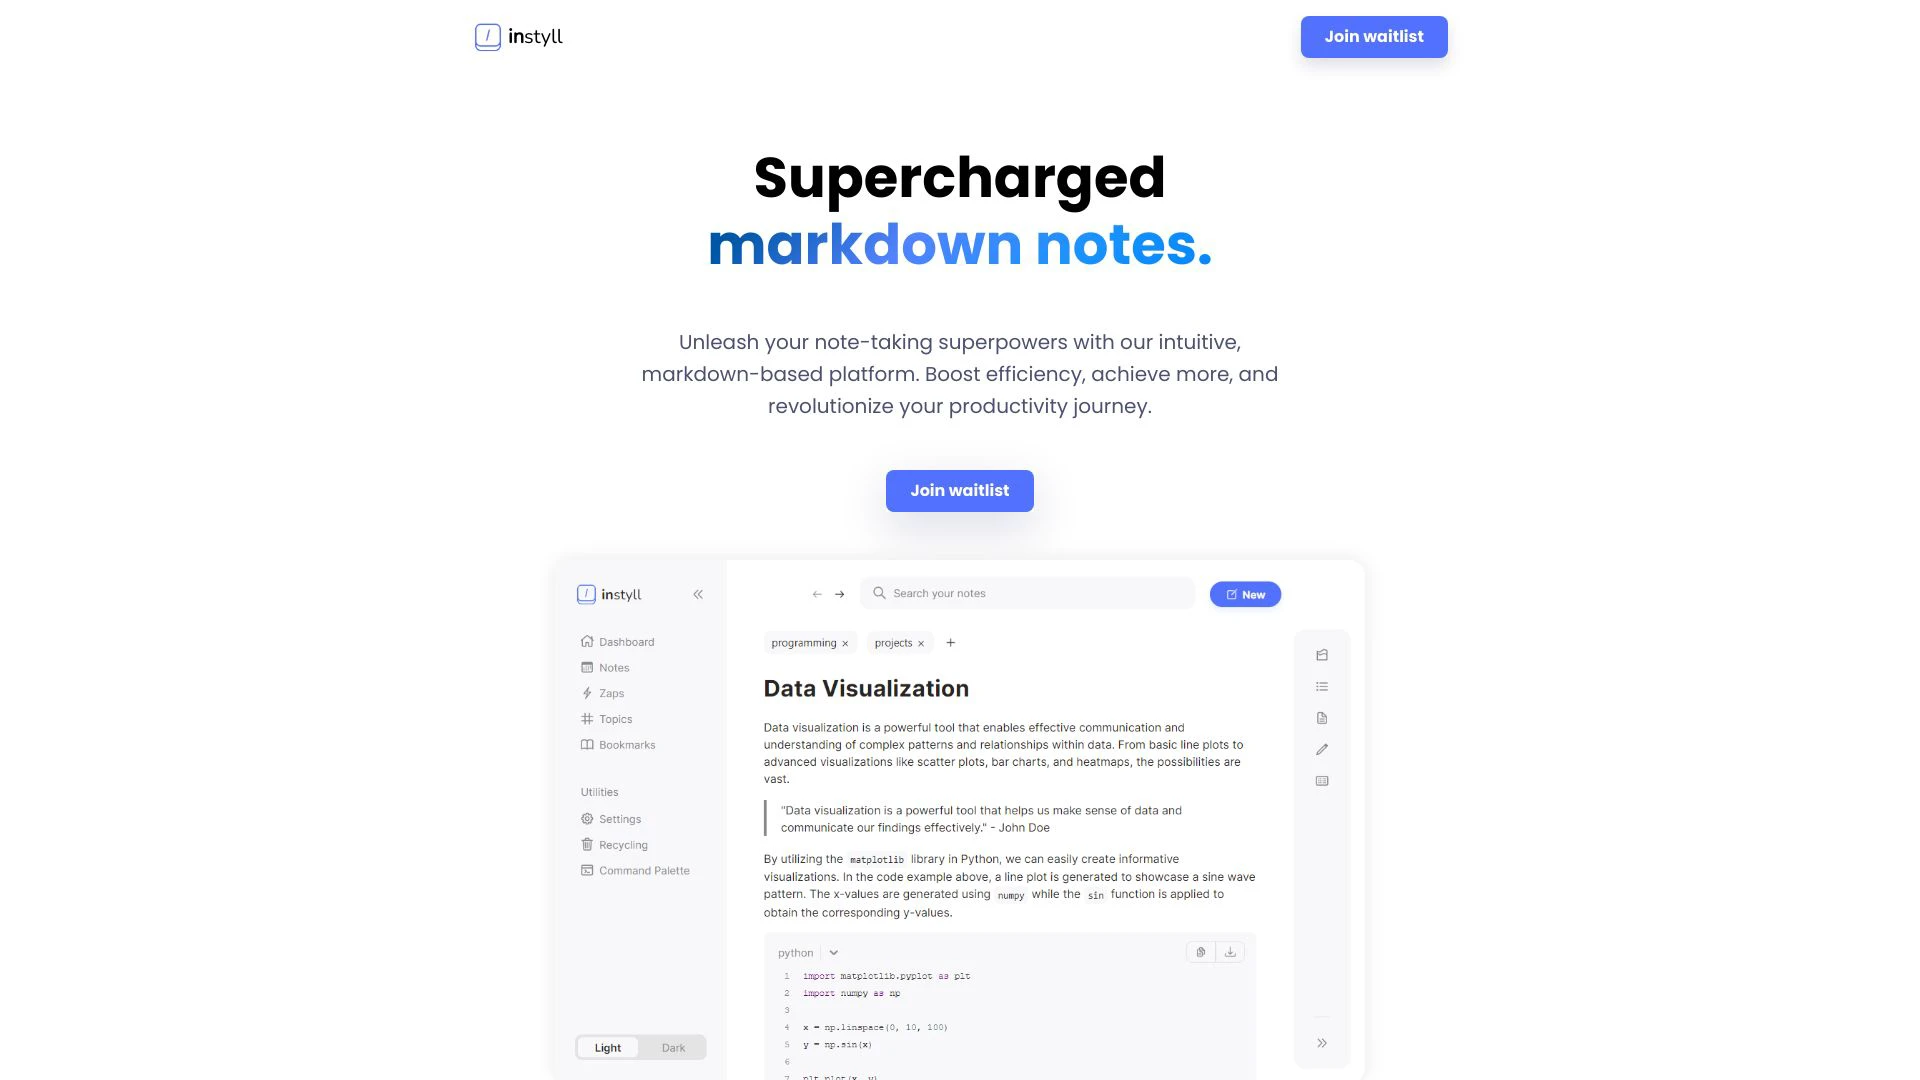 instyll
Join waitlist
Supercharged
markdown notes.
Unleash your note-taking superpowers with our intuitive,
markdown-based platform. Boost efficiency, achieve more, and
revolutionize your productivity journey.
Join waitlist
instyll
Dashboard
Notes
Zaps
Topics
Bookmarks
Utilities
Settings
Recycling
Command Palette
Light
Dark
Search your notes
New
programming
projects
Data Visualization
Data visualization is a powerful tool that enables effective communication and
understanding of complex patterns and relationships within data. From basic line plots to
advanced visualizations like scatter plots, bar charts, and heatmaps, the possibilities are
vast.
"Data visualization is a powerful tool that helps us make sense of data and
communicate our findings effectively." - John Doe
By utilizing the matplotlib library in Python, we can easily create informative
visualizations. In the code example above, a line plot is generated to showcase a sine wave
pattern. The x-values are generated using numpy while the sin function is applied to
obtain the corresponding y-values.
python
1 import matplotlib.pyplot as plt
2 import numpy as np
3
4 x = np.linspace(0, 10, 100)
5 y = np.sin(x)
6
7 plt.plot(x, y)